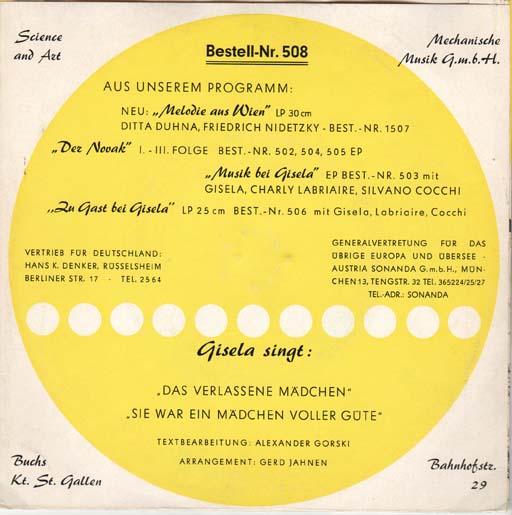 Science
and Art
Bestell-Nr. 508
Mechanische
Musik G.m.b.H.
AUS UNSEREM PROGRAMM:
NEU: „Melodie aus Wien" LP 30 cm
DITTA DUHNA, FRIEDRICH NIDETZKY - BEST.-NR. 1507
„Der Novak" I. - III. FOLGE BEST.-NR. 502, 504, 505 EP
„Musik bei Gisela" EP BEST.-NR. 503 mit
GISELA, CHARLY LABRIAIRE, SILVANO COCCHI
„Zu Gast bei Gisela" LP 25 cm BEST.-Nr. 506 mit Gisela, Labriaire, Cocchi
VERTRIEB FÜR DEUTSCHLAND:
HANS K. DENKER, RÜSSELSHEIM
BERLINER STR. 17 - TEL. 2564
GENERALVERTRETUNG FÜR DAS
ÜBRIGE EUROPA UND ÜBERSEE -
AUSTRIA SONANDA G.m.b.H., MÜN-
CHEN 13, TENGSTR. 32 TEL. 365224/25/27
TEL.-ADR.: SONANDA
Gisela singt:
„DAS VERLASSENE MÄDCHEN"
„SIE WAR EIN MÄDCHEN VOLLER GÜTE"
TEXTBEARBEITUNG: ALEXANDER GORSKI
ARRANGEMENT: GERD JAHNEN
Buchs
Kt. St. Gallen
Bahnhofstr.
29